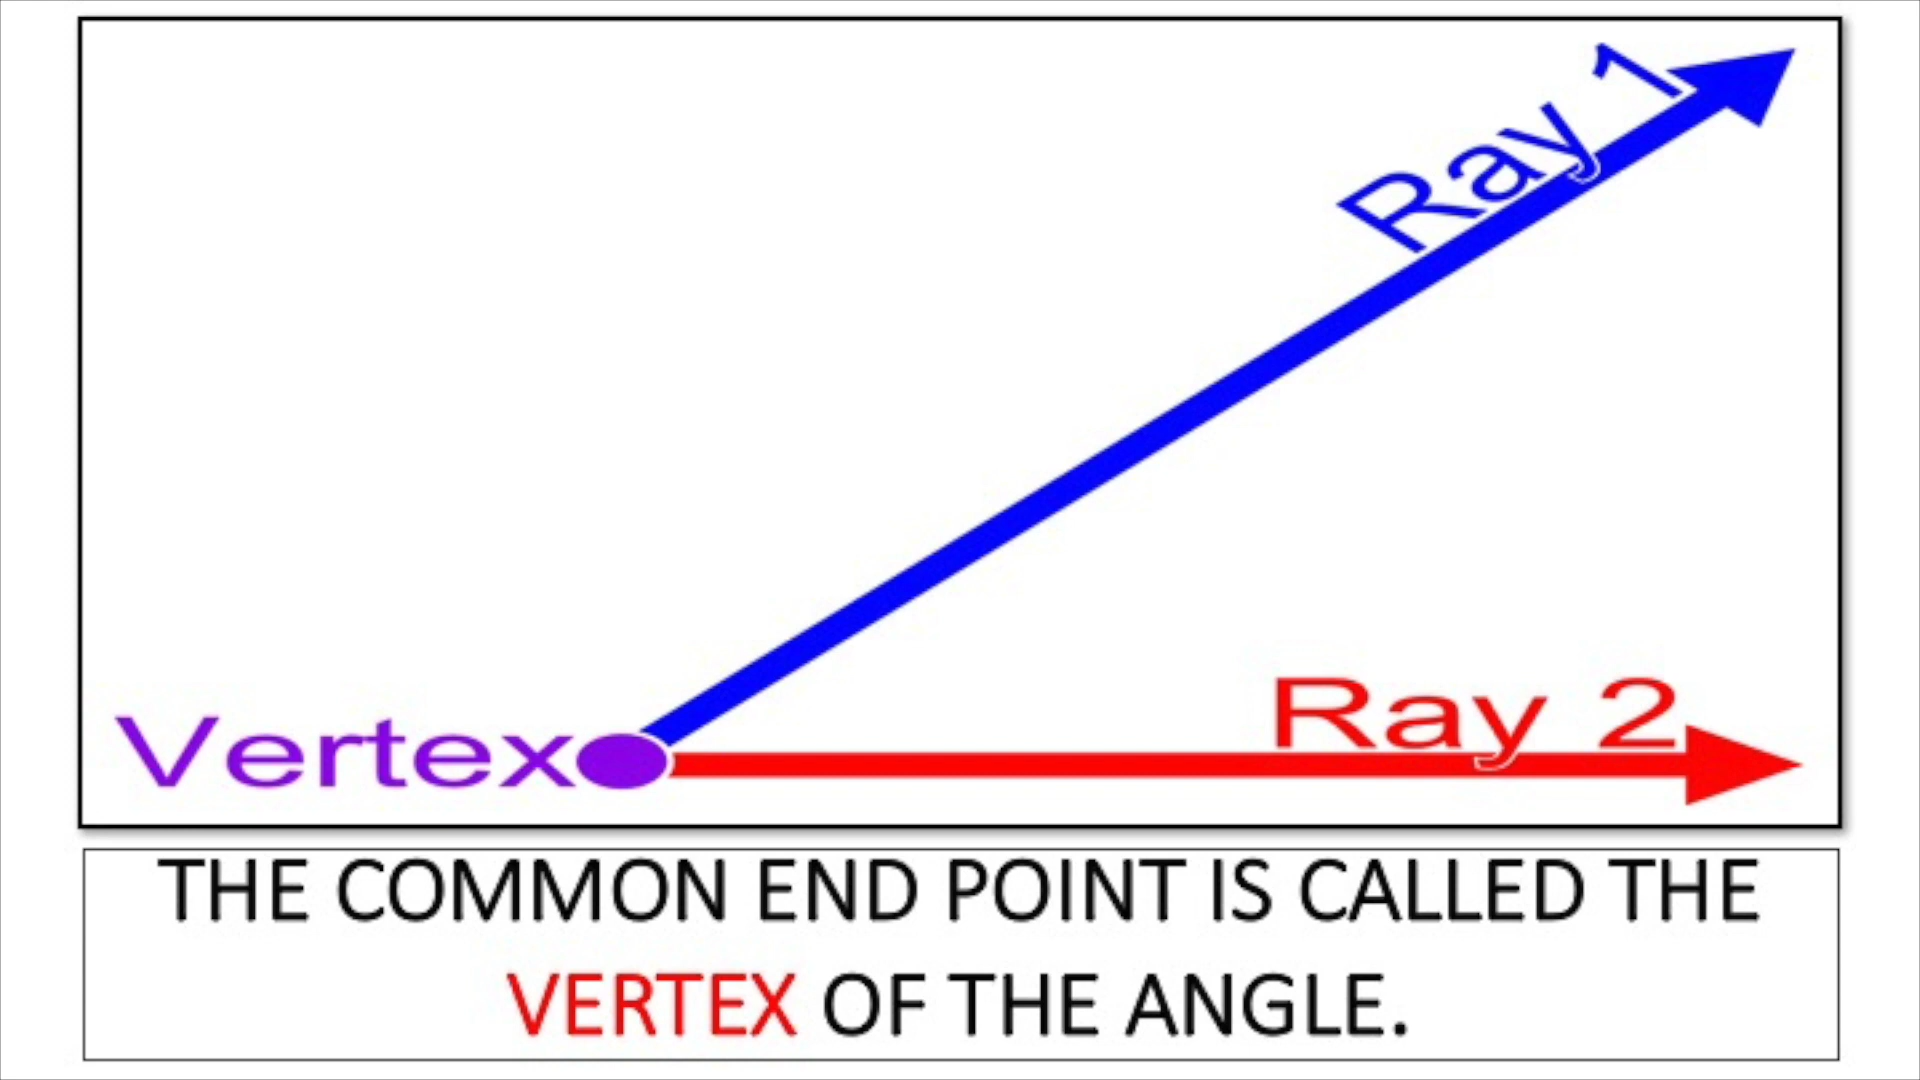 Ray 1
Ray 2
Vertex
THE COMMON END POINT IS CALLED THE
VERTEX OF THE ANGLE.